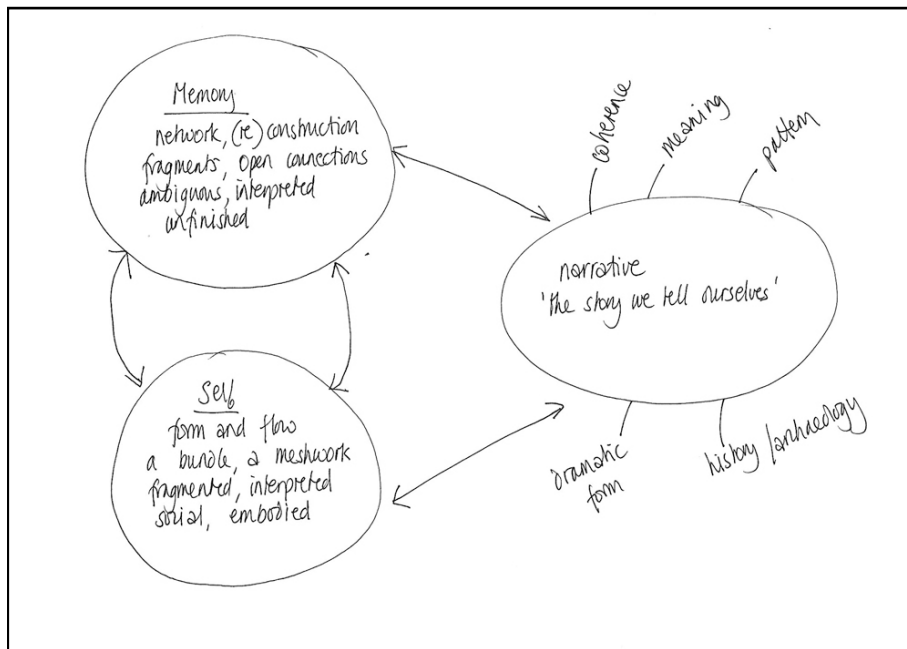 Memory
network, (re) construction
fragments, open connections
ambiguous, interpreted
unfinished
Self
form and flow
a bundle, a meshwork
fragmented, interpreted
social, embodied
coherence
meaning
pattern
narrative
'the story we tell ourselves'
dramatic
form
history/archaeology